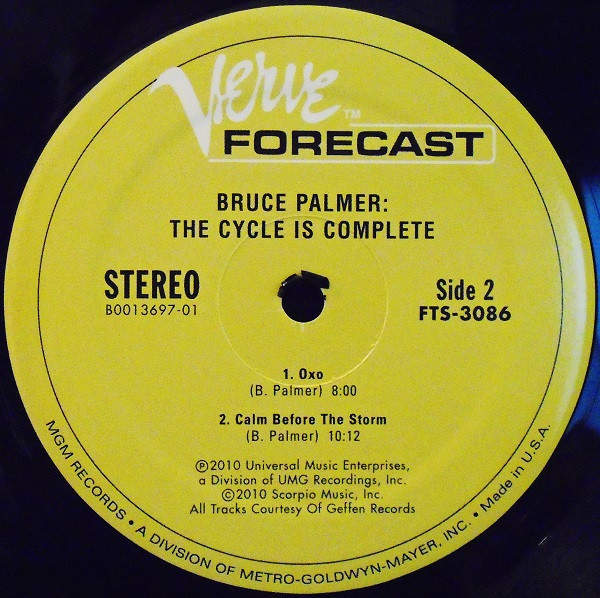 Verve™
FORECAST
BRUCE PALMER:
THE CYCLE IS COMPLETE
STEREO
B0013697-01
Side 2
FTS-3086
1. Oxo
(B. Palmer) 8:00
2. Calm Before The Storm
(B. Palmer) 10:12
℗2010 Universal Music Enterprises,
a Division of UMG Recordings, Inc.
©2010 Scorpio Music, Inc.
All Tracks Courtesy Of Geffen Records
MGM RECORDS • A DIVISION OF METRO-GOLDWYN-MAYER, INC. • Made in U.S.A.